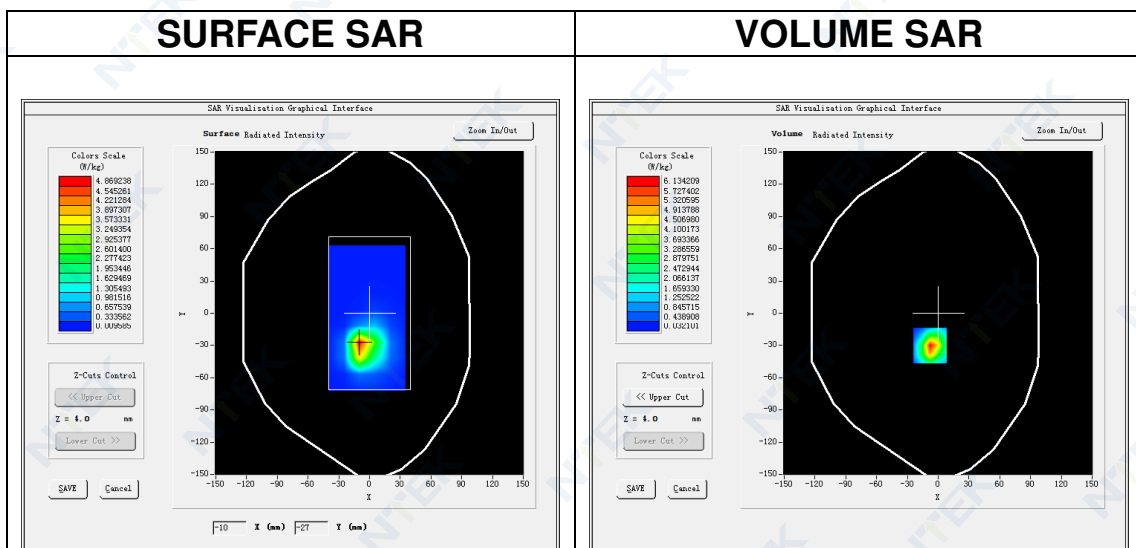 SURFACE SAR
VOLUME SAR
SAR Visualisation Graphical Interface
Surface Radiated Intensity
Zoom In/Out
Colors Scale
(W/kg)
4.869238
4.545261
4.221284
3.897307
3.573331
3.249354
2.925377
2.601400
2.277423
1.953446
1.629469
1.305493
0.981516
0.657539
0.333562
0.009585
150
120
90
60
30
0
-30
-60
-90
-120
-150
Y
-150 -120 -90 -60 -30 0 30 60 90 120 150
X
Z-Cuts Control
<< Upper Cut
Z = 4.0 mm
Lower Cut >>
SAVE Cancel
-10 X (mm) -27 Y (mm)
SAR Visualisation Graphical Interface
Volume Radiated Intensity
Zoom In/Out
Colors Scale
(W/kg)
6.134209
5.727402
5.320595
4.913788
4.506980
4.100173
3.693366
3.286559
2.879751
2.472944
2.066137
1.659330
1.252522
0.845715
0.438908
0.032101
150
120
90
60
30
0
-30
-60
-90
-120
-150
Y
-150 -120 -90 -60 -30 0 30 60 90 120 150
X
Z-Cuts Control
<< Upper Cut
Z = 4.0 mm
Lower Cut >>
SAVE Cancel
NTEK